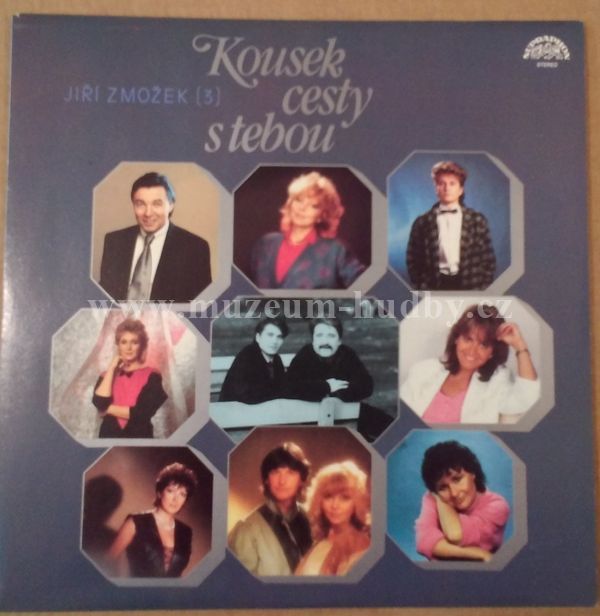 Kousek
cesty
s tebou
JIŘÍ ZMOŽEK (3)
SUPRAPHON
STEREO
www.muzeum-hudby.cz